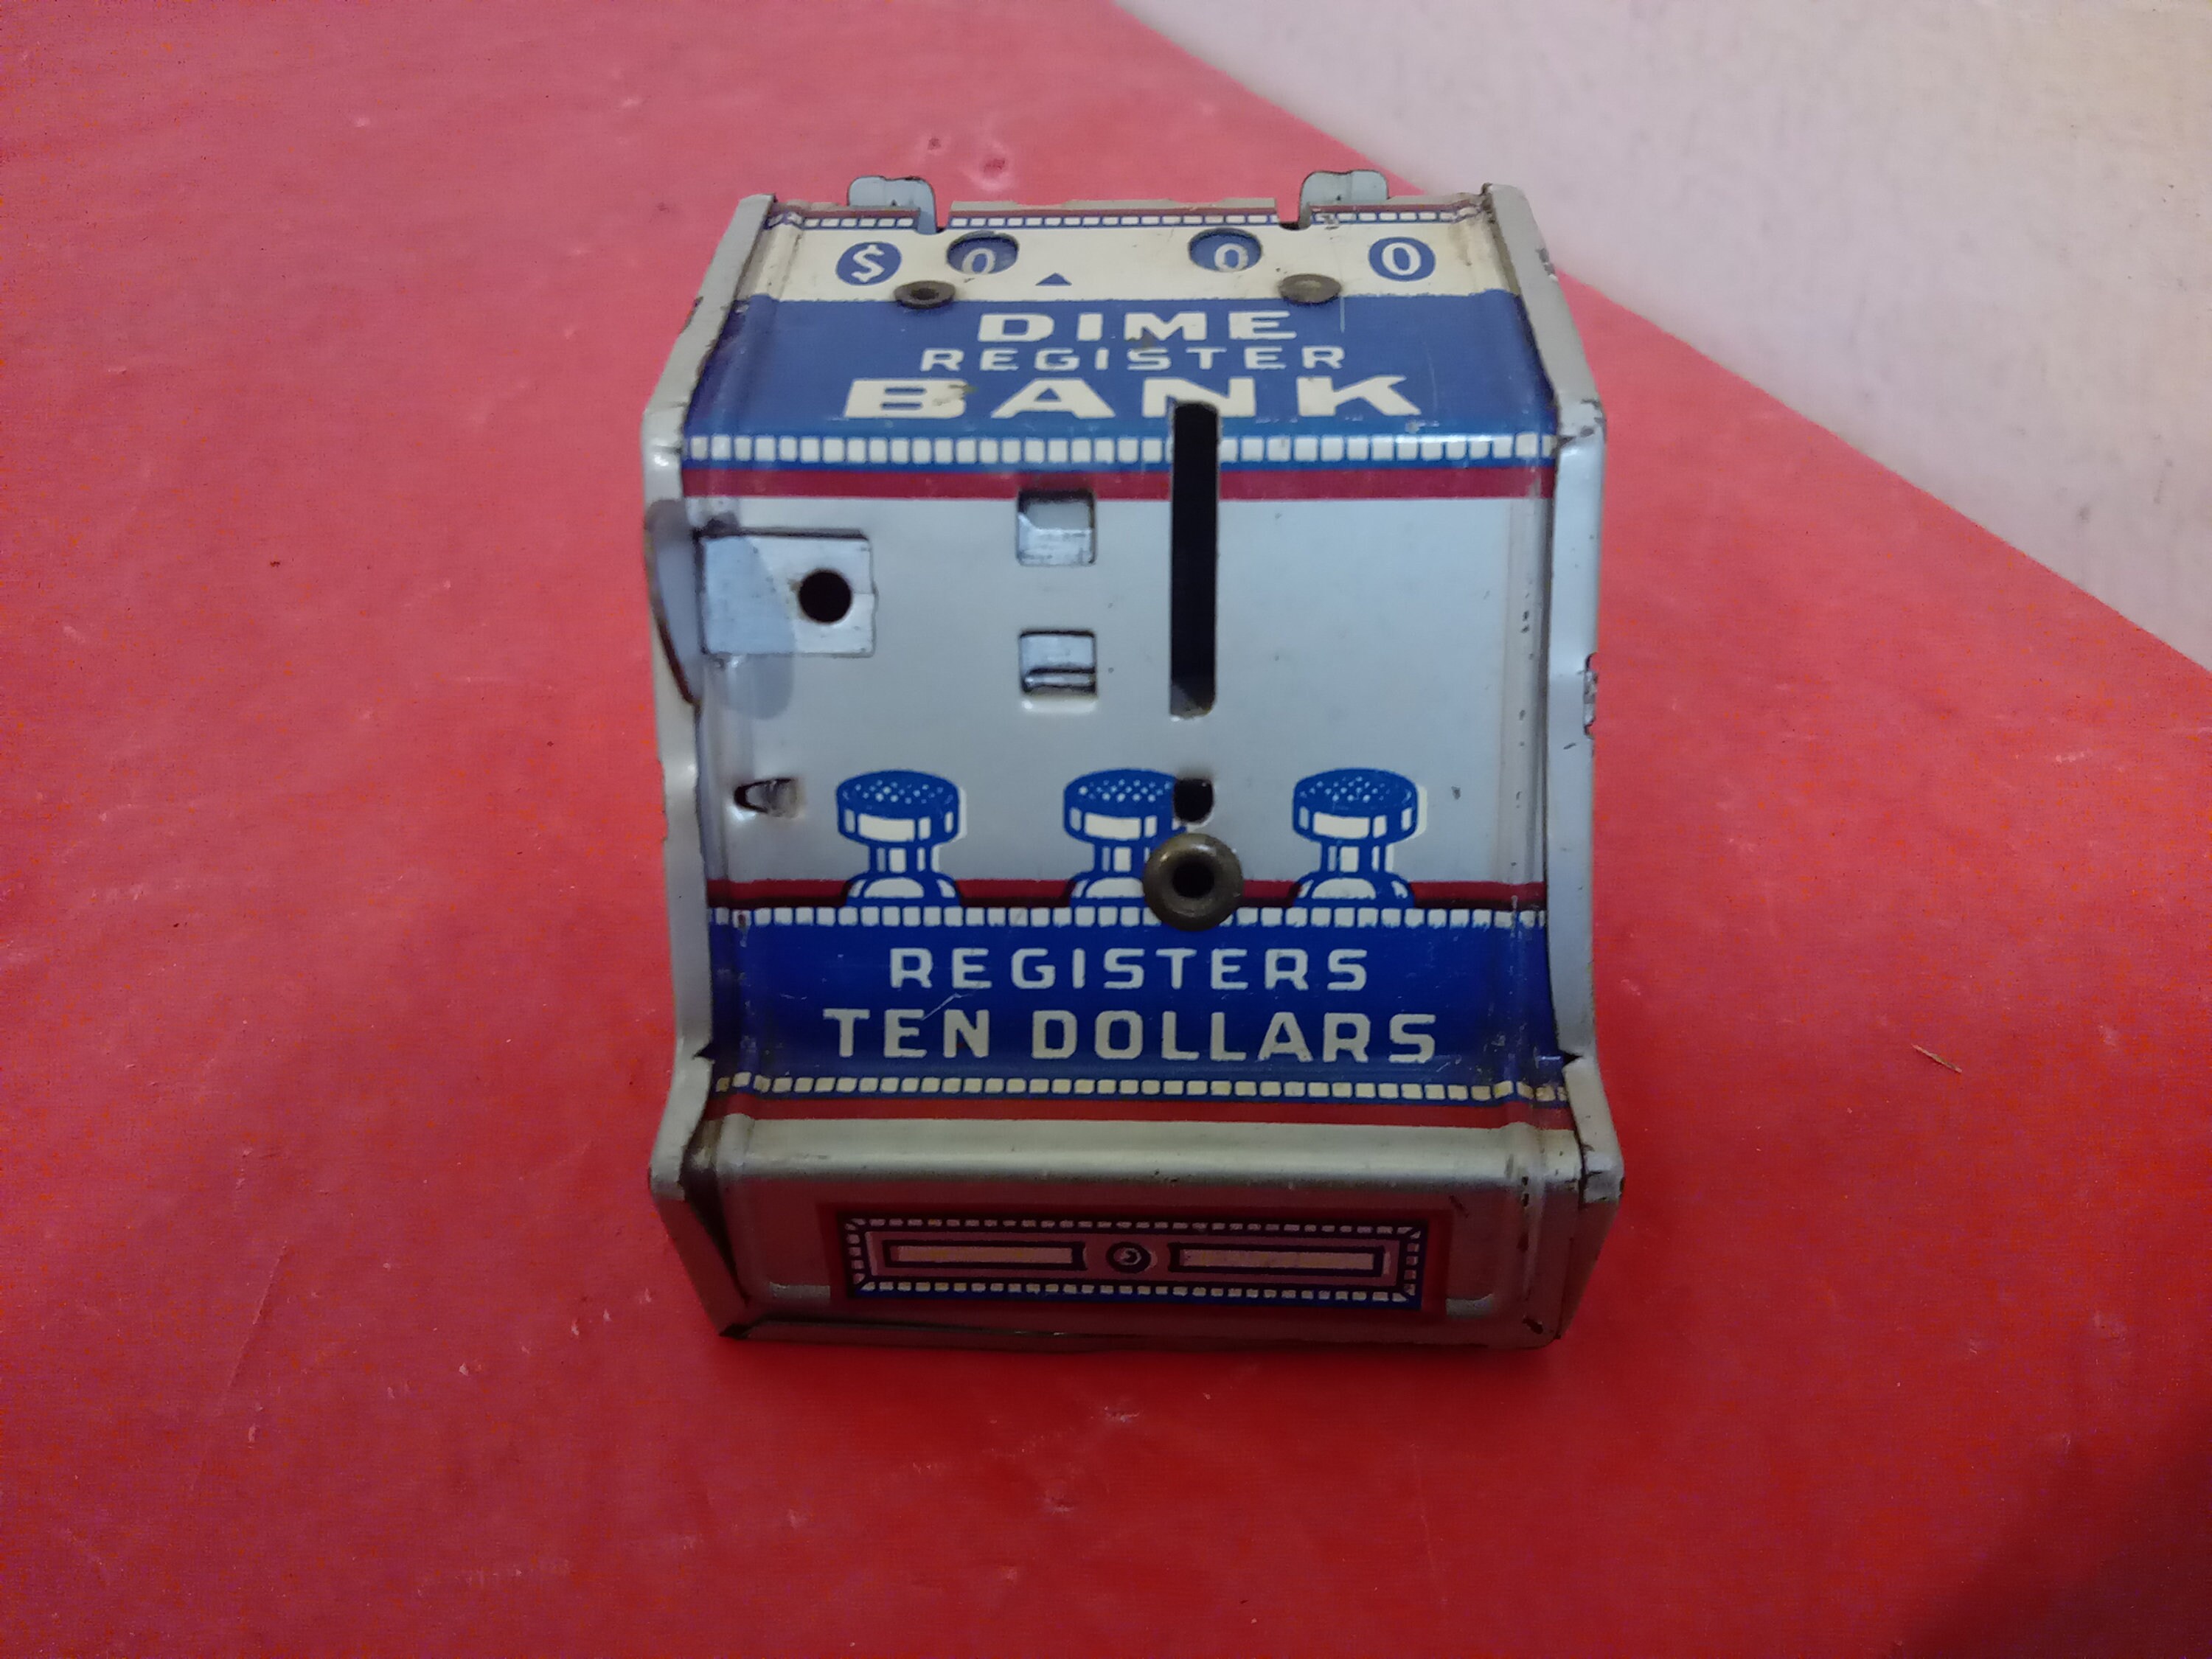 $ 0 0 0
DIME
REGISTER
BANK
REGISTERS
TEN DOLLARS